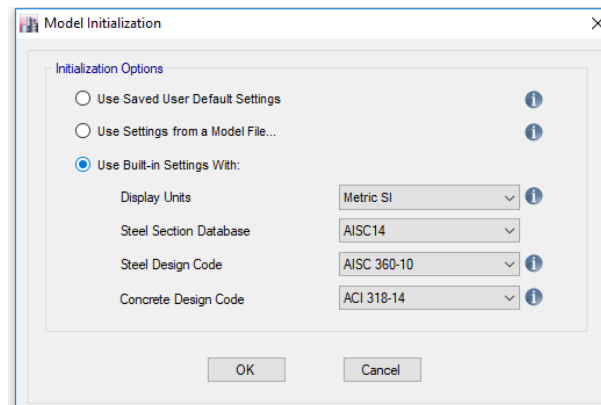 Model Initialization
Initialization Options
Use Saved User Default Settings
Use Settings from a Model File...
Use Built-in Settings With:
Display Units Metric SI
Steel Section Database AISC14
Steel Design Code AISC 360-10
Concrete Design Code ACI 318-14
OK Cancel